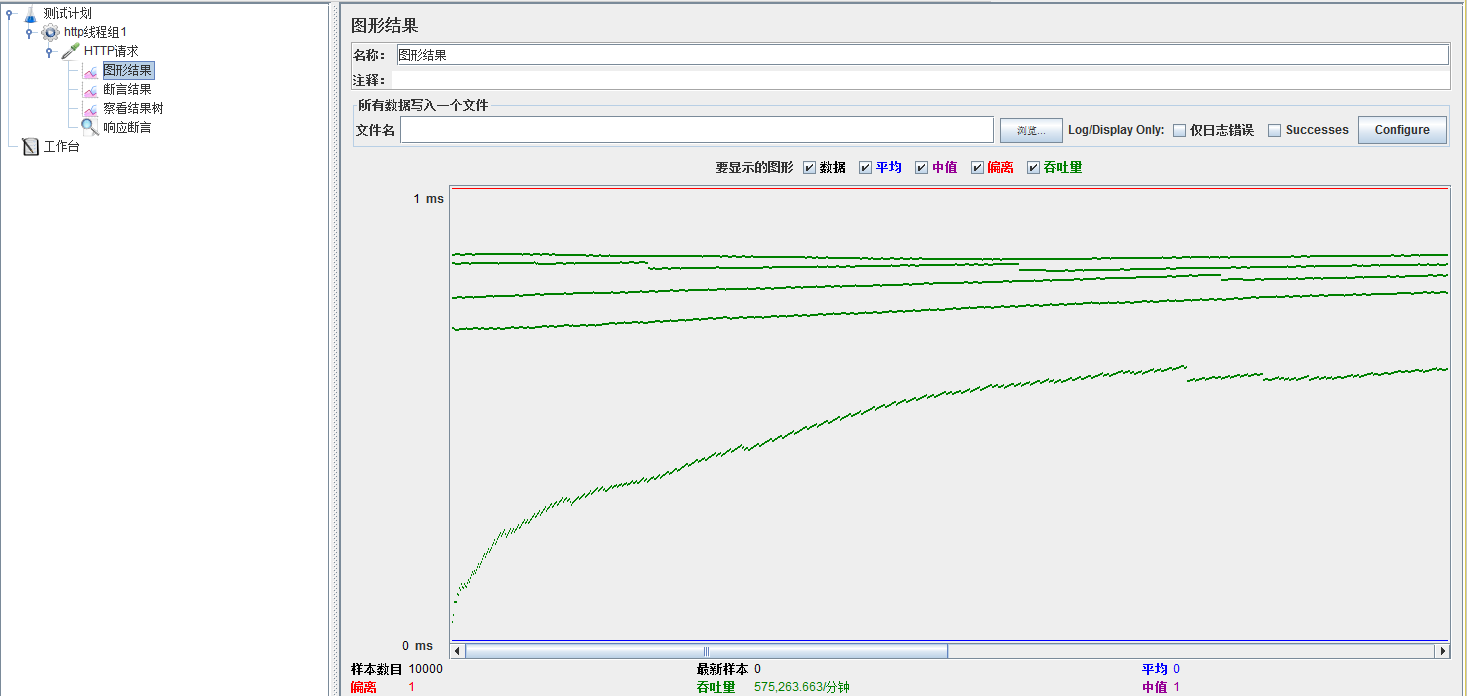 测试计划
http线程组1
HTTP请求
图形结果
断言结果
察看结果树
响应断言
工作台
图形结果
名称： 图形结果
注释：
所有数据写入一个文件
文件名 浏览... Log/Display Only: 仅日志错误 Successes Configure
要显示的图形 数据 平均 中值 偏离 吞吐量
1 ms
0 ms
样本数目 10000 最新样本 0 平均 0
偏离 1 吞吐量 575,263.663/分钟 中值 1